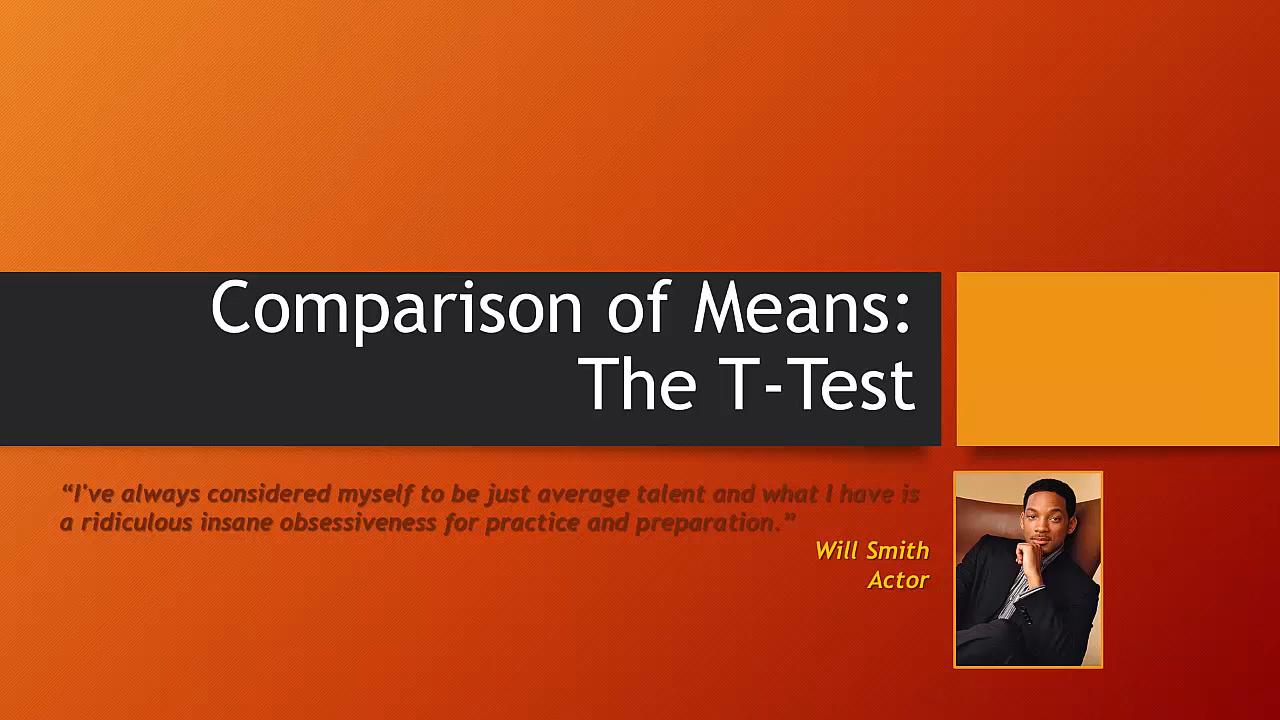 Comparison of Means:
The T-Test
“I've always considered myself to be just average talent and what I have is
a ridiculous insane obsessiveness for practice and preparation.”
Will Smith
Actor